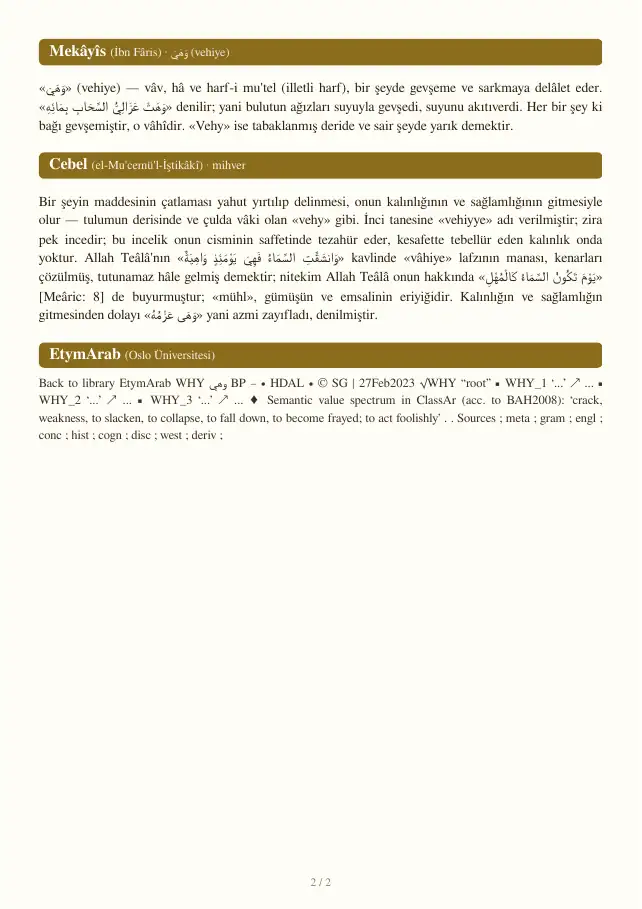 Mekâyîs (İbn Fâris) · وَهَيَ (vehiye)
«وَهَيَ» (vehiye) — vâv, hâ ve harf-i mu'tel (illetli harf), bir şeyde gevşeme ve sarkmaya delâlet eder.
«وَهَتْ عَزَالِيُّ السَّحَابِ بِمَائِهِ» denilir; yani bulutun ağızları suyuyla gevşedi, suyunu akıtıverdi. Her bir şey ki
bağı gevşemiştir, o vâhîdir. «Vehy» ise tabaklanmış deride ve sair şeyde yarık demektir.
Cebel (el-Mu'cemü'l-İştikâkî) · mihver
Bir şeyin maddesinin çatlaması yahut yırtılıp delinmesi, onun kalınlığının ve sağlamlığının gitmesiyle
olur — tulumun derisinde ve çulda vâki olan «vehy» gibi. İnci tanesine «vehiyye» adı verilmiştir; zira
pek incedir; bu incelik onun cisminin saffetinde tezahür eder, kesafette tebellür eden kalınlık onda
yoktur. Allah Teâlâ'nın «وَانشَقَّتِ السَّمَاءُ فَهِيَ يَوْمَئِذٍ وَاهِيَةٌ» kavlinde «vâhiye» lafzının manası, kenarları
çözülmüş, tutunamaz hâle gelmiş demektir; nitekim Allah Teâlâ onun hakkında «يَوْمَ تَكُونُ السَّمَاءُ كَالْمُهْلِ»
[Meâric: 8] de buyurmuştur; «mühl», gümüşün ve emsalinin eriyiğidir. Kalınlığın ve sağlamlığın
gitmesinden dolayı «وَهَى عَزْمُهُ» yani azmi zayıfladı, denilmiştir.
EtymArab (Oslo Üniversitesi)
Back to library EtymArab WHY وهي BP – • HDAL • © SG | 27Feb2023 √WHY “root” ▪ WHY_1 ‘...’ ↗ ... ▪
WHY_2 ‘...’ ↗ ... ▪ WHY_3 ‘...’ ↗ ... ♦ Semantic value spectrum in ClassAr (acc. to BAH2008): ‘crack,
weakness, to slacken, to collapse, to fall down, to become frayed; to act foolishly’ . . Sources ; meta ; gram ; engl ;
conc ; hist ; cogn ; disc ; west ; deriv ;
2 / 2